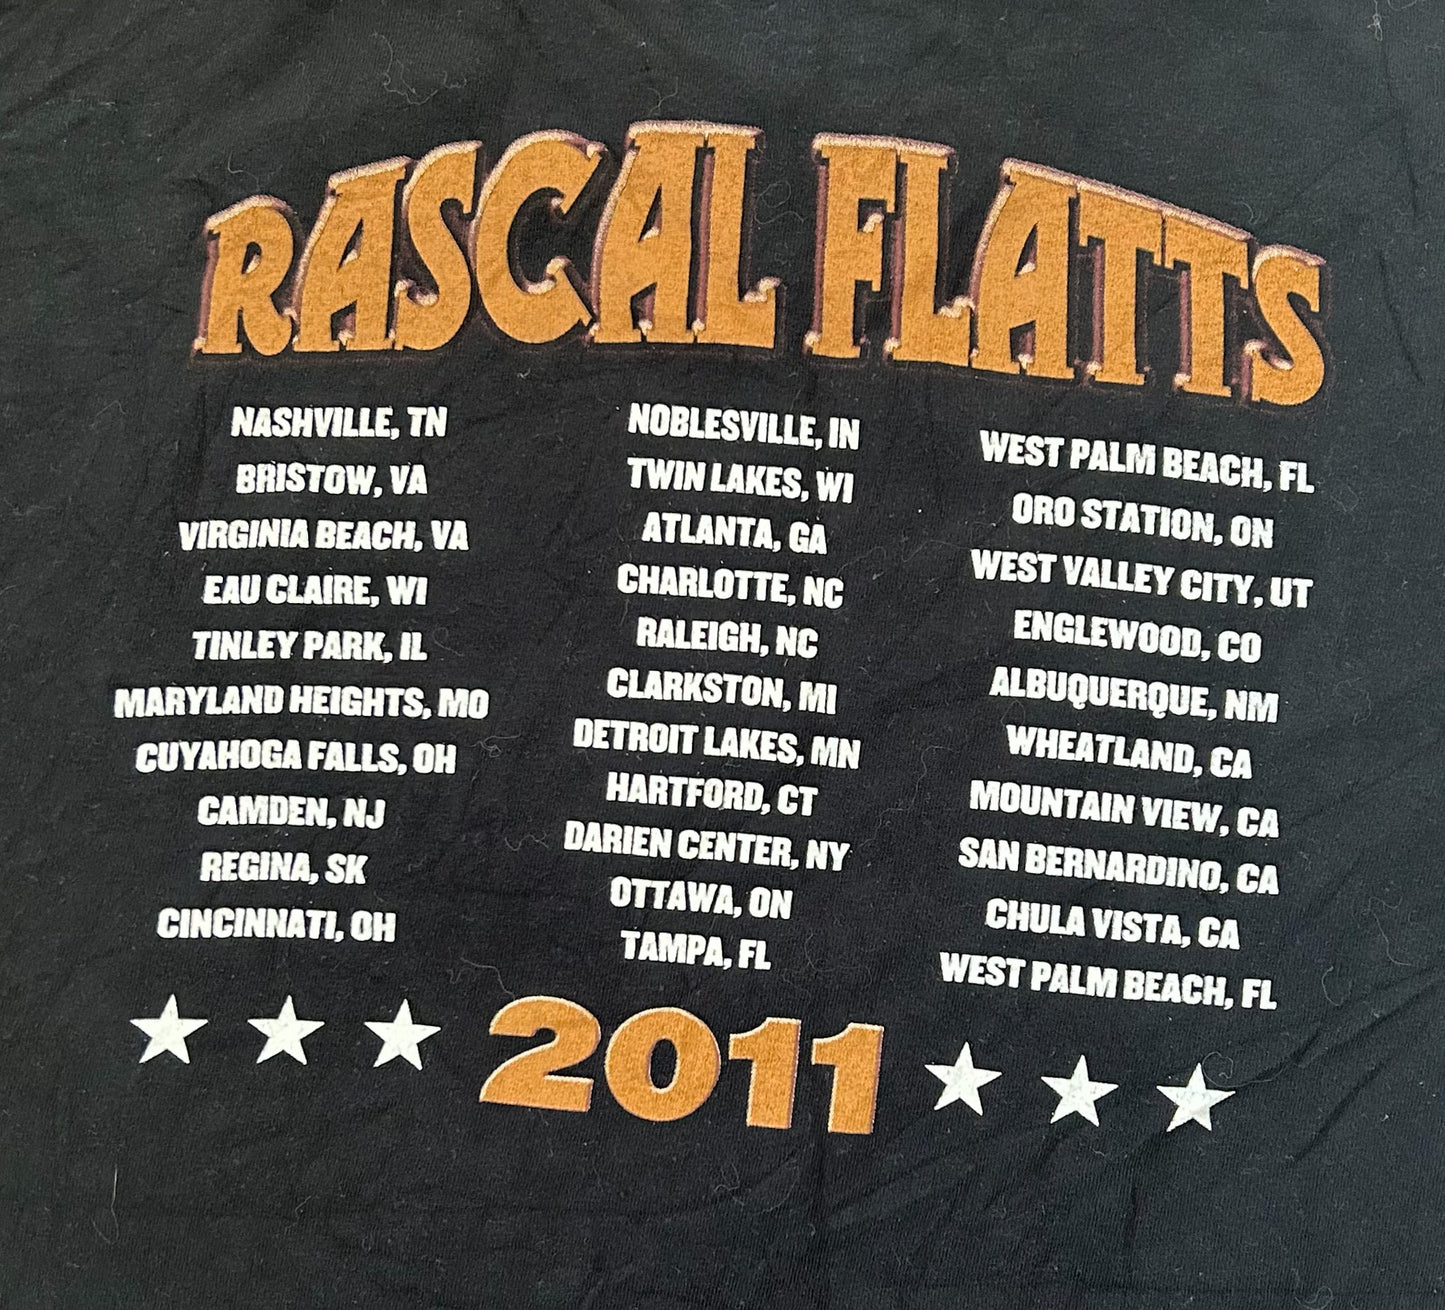 RASCAL FLATTS
NASHVILLE, TN
BRISTOW, VA
VIRGINIA BEACH, VA
EAU CLAIRE, WI
TINLEY PARK, IL
MARYLAND HEIGHTS, MO
CUYAHOGA FALLS, OH
CAMDEN, NJ
REGINA, SK
CINCINNATI, OH
NOBLESVILLE, IN
TWIN LAKES, WI
ATLANTA, GA
CHARLOTTE, NC
RALEIGH, NC
CLARKSTON, MI
DETROIT LAKES, MN
HARTFORD, CT
DARIEN CENTER, NY
OTTAWA, ON
TAMPA, FL
WEST PALM BEACH, FL
ORO STATION, ON
WEST VALLEY CITY, UT
ENGLEWOOD, CO
ALBUQUERQUE, NM
WHEATLAND, CA
MOUNTAIN VIEW, CA
SAN BERNARDINO, CA
CHULA VISTA, CA
WEST PALM BEACH, FL
2011